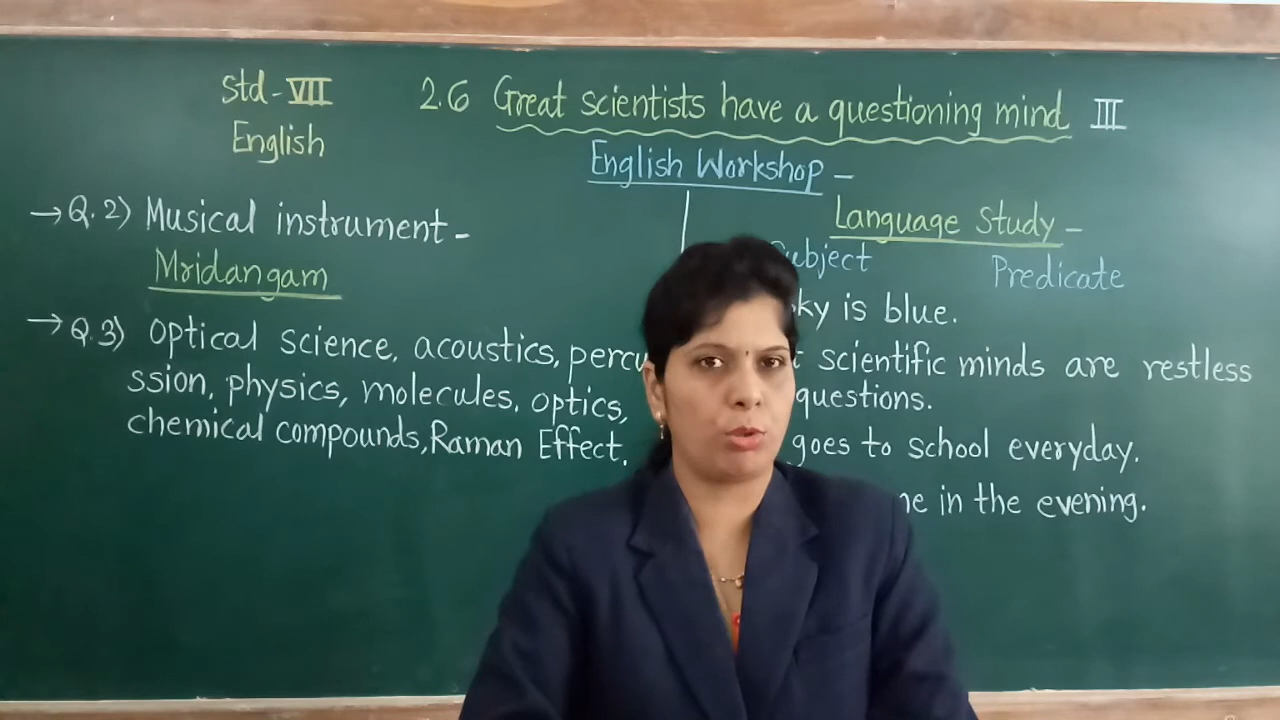 Std-VII
English
2.6 Great scientists have a questioning mind III
English Workshop -
→ Q.2) Musical instrument -
Mridangam
→ Q.3) Optical science, acoustics, percu
ssion, physics, molecules, optics,
chemical compounds, Raman Effect.
Language Study -
Subject Predicate
is blue.
scientific minds are restless
questions.
goes to school everyday.
in the evening.